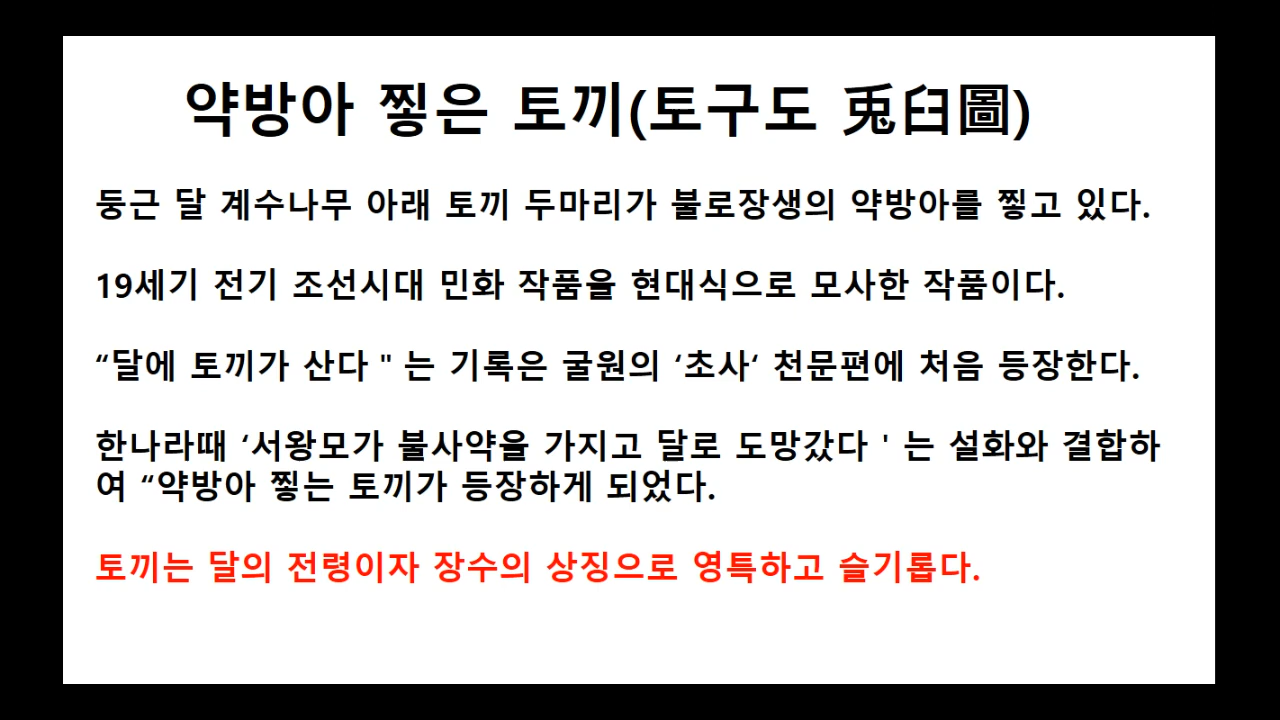 약방아 찧은 토끼(토구도 兎臼圖)
둥근 달 계수나무 아래 토끼 두마리가 불로장생의 약방아를 찧고 있다.
19세기 전기 조선시대 민화 작품을 현대식으로 모사한 작품이다.
“달에 토끼가 산다 " 는 기록은 굴원의 ‘초사‘ 천문편에 처음 등장한다.
한나라때 ‘서왕모가 불사약을 가지고 달로 도망갔다 ' 는 설화와 결합하
여 “약방아 찧는 토끼가 등장하게 되었다.
토끼는 달의 전령이자 장수의 상징으로 영특하고 슬기롭다.